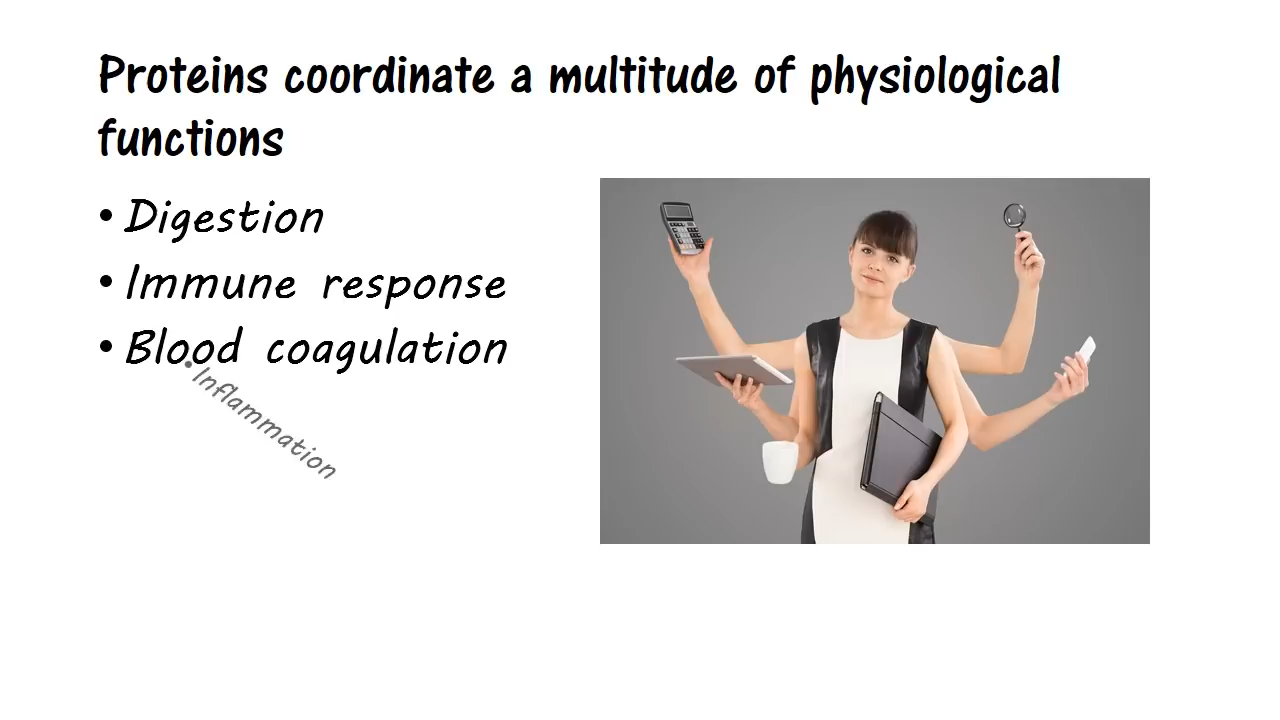 Proteins coordinate a multitude of physiological
functions
• Digestion
• Immune response
• Blood coagulation
• Inflammation